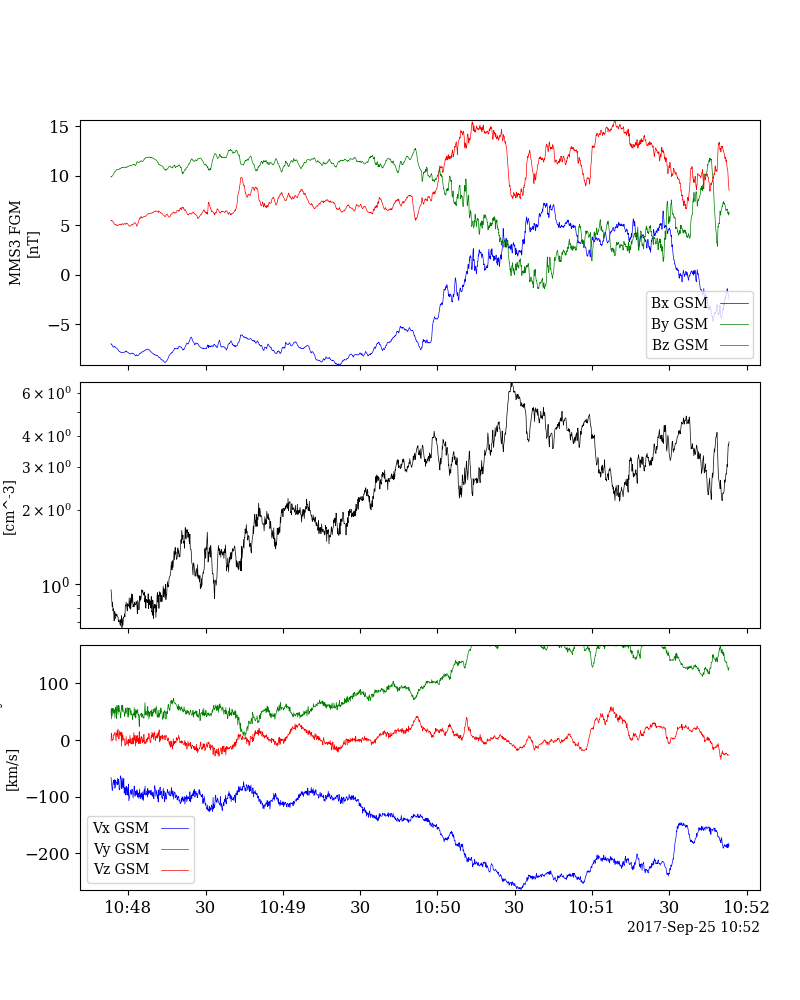 15
10
5
0
−5
MMS3 FGM
[nT]
Bx GSM
By GSM
Bz GSM
6 × 10⁰
4 × 10⁰
3 × 10⁰
2 × 10⁰
10⁰
[cm^-3]
100
0
−100
−200
[km/s]
Vx GSM
Vy GSM
Vz GSM
10:48 30 10:49 30 10:50 30 10:51 30 10:52
2017-Sep-25 10:52